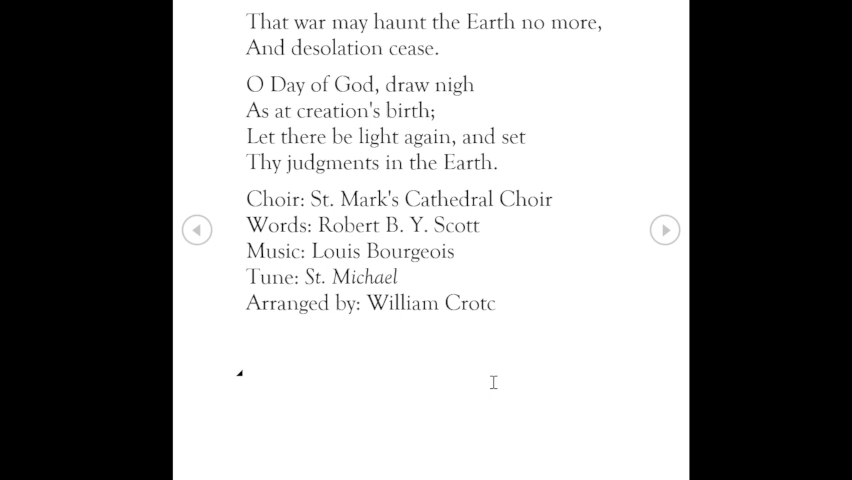 That war may haunt the Earth no more,
And desolation cease.
O Day of God, draw nigh
As at creation's birth;
Let there be light again, and set
Thy judgments in the Earth.
Choir: St. Mark's Cathedral Choir
Words: Robert B. Y. Scott
Music: Louis Bourgeois
Tune: St. Michael
Arranged by: William Crotc